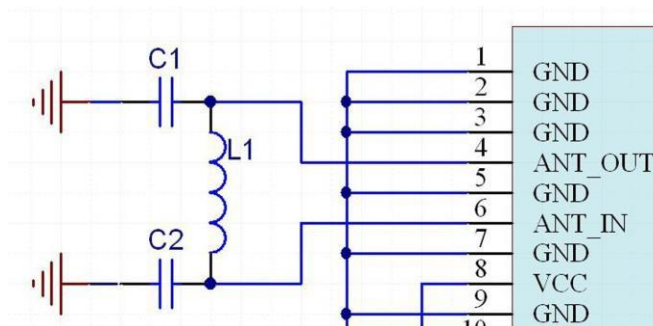 C1
L1
C2
1 GND
2 GND
3 GND
4 ANT_OUT
5 GND
6 ANT_IN
7 GND
8 VCC
9 GND
10